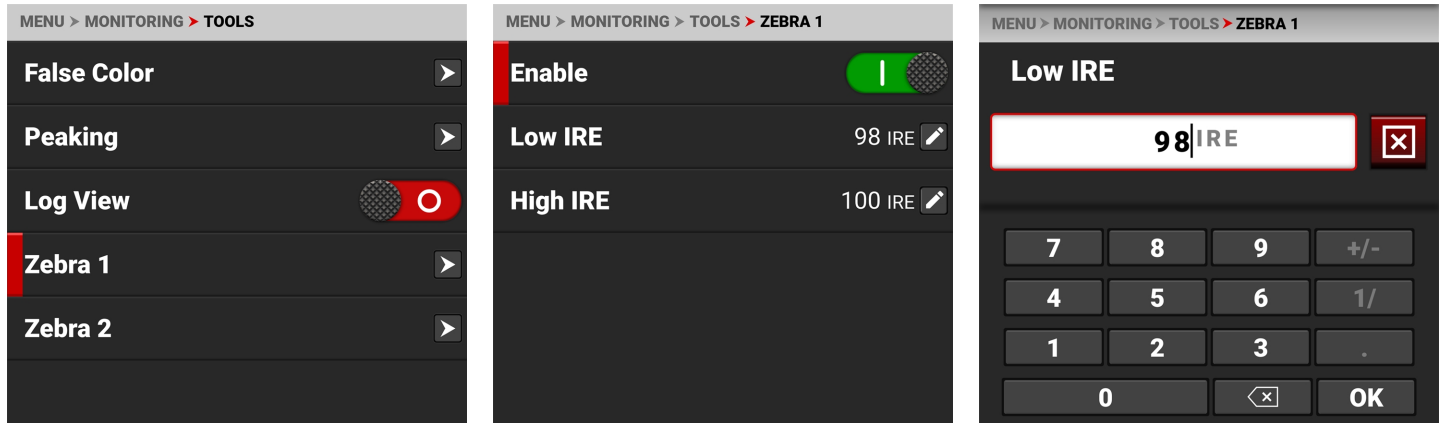 MENU > MONITORING > TOOLS
False Color
Peaking
Log View
Zebra 1
Zebra 2
MENU > MONITORING > TOOLS > ZEBRA 1
Enable
Low IRE 98 IRE
High IRE 100 IRE
MENU > MONITORING > TOOLS > ZEBRA 1
Low IRE
98 IRE
7 8 9 +/-
4 5 6 1/
1 2 3 .
0 OK